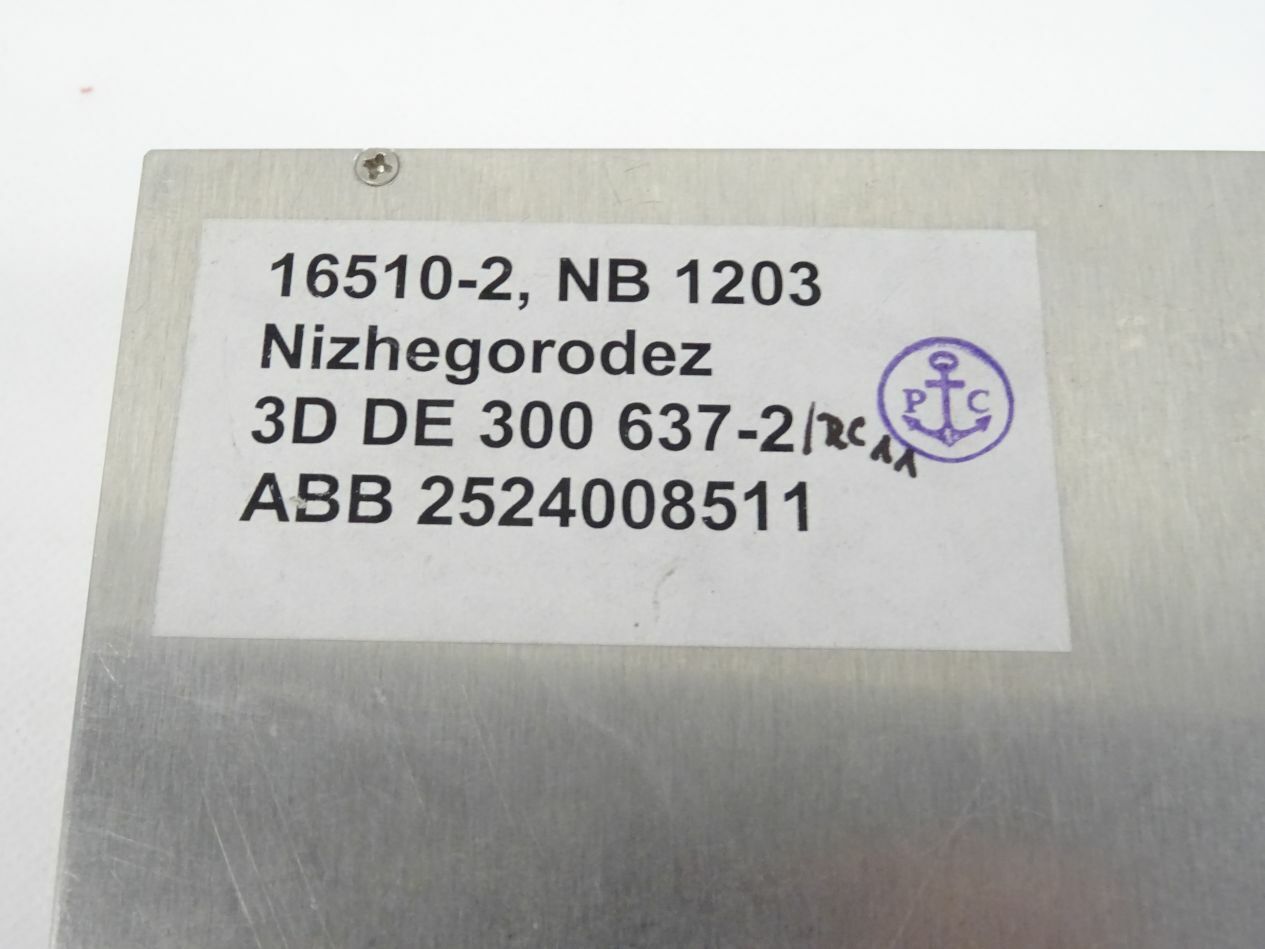 16510-2, NB 1203
Nizhegorodez
3D DE 300 637-2/RC11
ABB 2524008511
P C